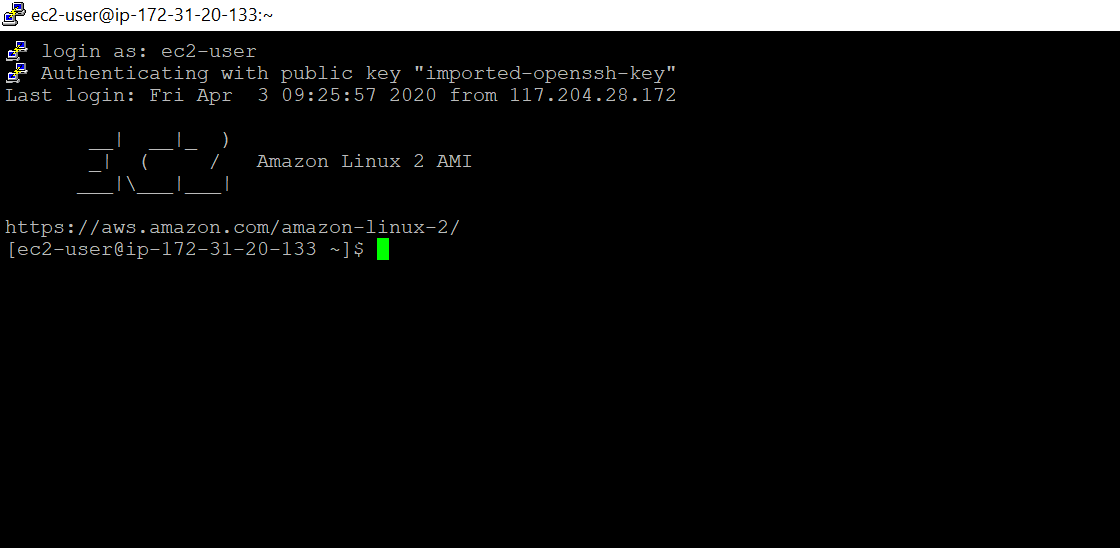 ec2-user@ip-172-31-20-133:~
login as: ec2-user
Authenticating with public key "imported-openssh-key"
Last login: Fri Apr  3 09:25:57 2020 from 117.204.28.172

       __|  __|_  )
       _|  (     /   Amazon Linux 2 AMI
      ___|\___|___|

https://aws.amazon.com/amazon-linux-2/
[ec2-user@ip-172-31-20-133 ~]$